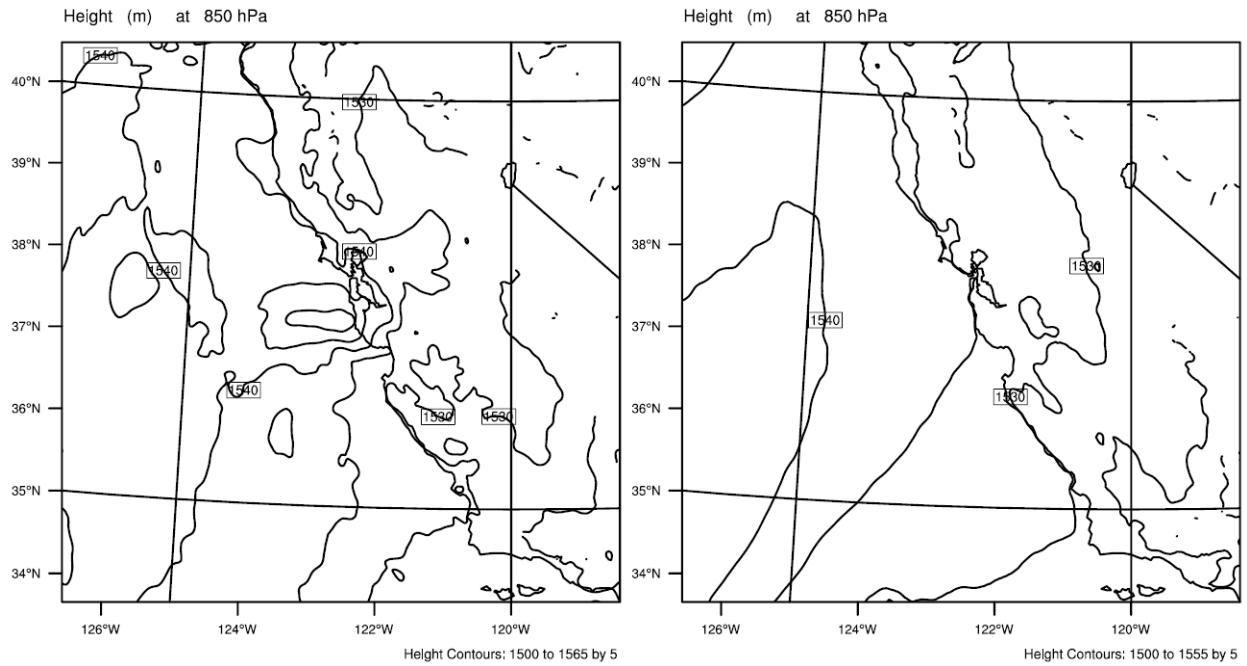 Height (m) at 850 hPa
1540
40°N
1530
39°N
38°N
1540
1540
37°N
1540
36°N
1530
1530
35°N
34°N
126°W
124°W
122°W
120°W
Height Contours: 1500 to 1565 by 5
Height (m) at 850 hPa
40°N
39°N
38°N
1530
37°N
1540
36°N
1530
35°N
34°N
126°W
124°W
122°W
120°W
Height Contours: 1500 to 1555 by 5